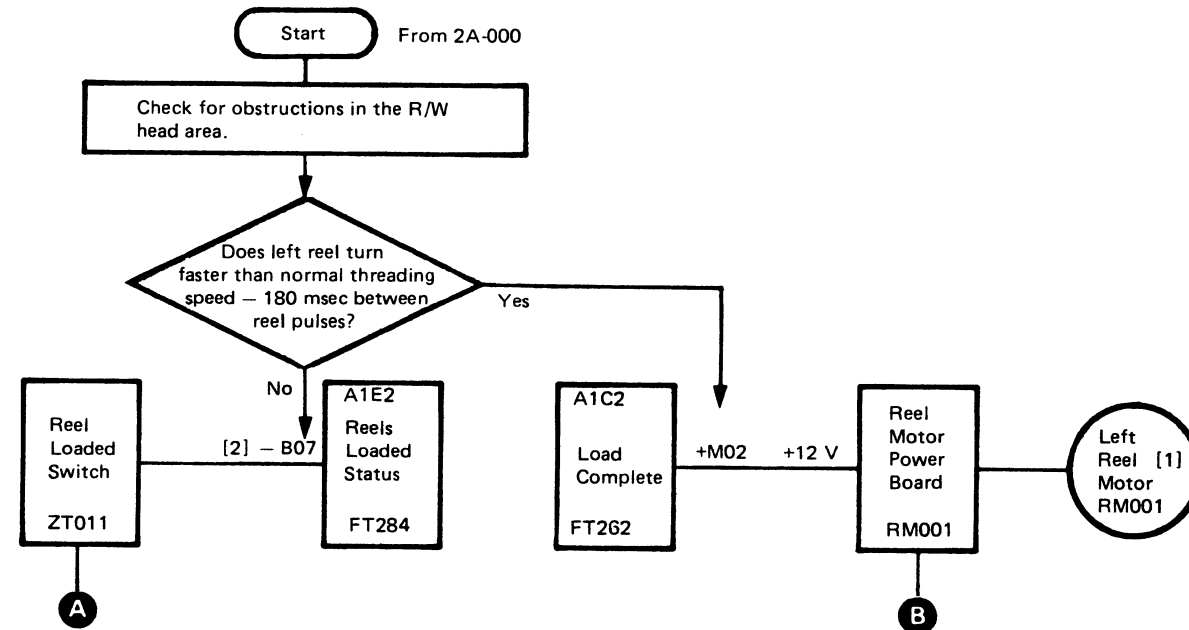 Start
From 2A-000
Check for obstructions in the R/W
head area.
Does left reel turn
faster than normal threading
speed — 180 msec between
reel pulses?
Yes
No
Reel
Loaded
Switch
ZT011
[2] — B07
A1E2
Reels
Loaded
Status
FT284
A1C2
Load
Complete
FT262
+M02
+12 V
Reel
Motor
Power
Board
RM001
Left
Reel [1]
Motor
RM001
A
B